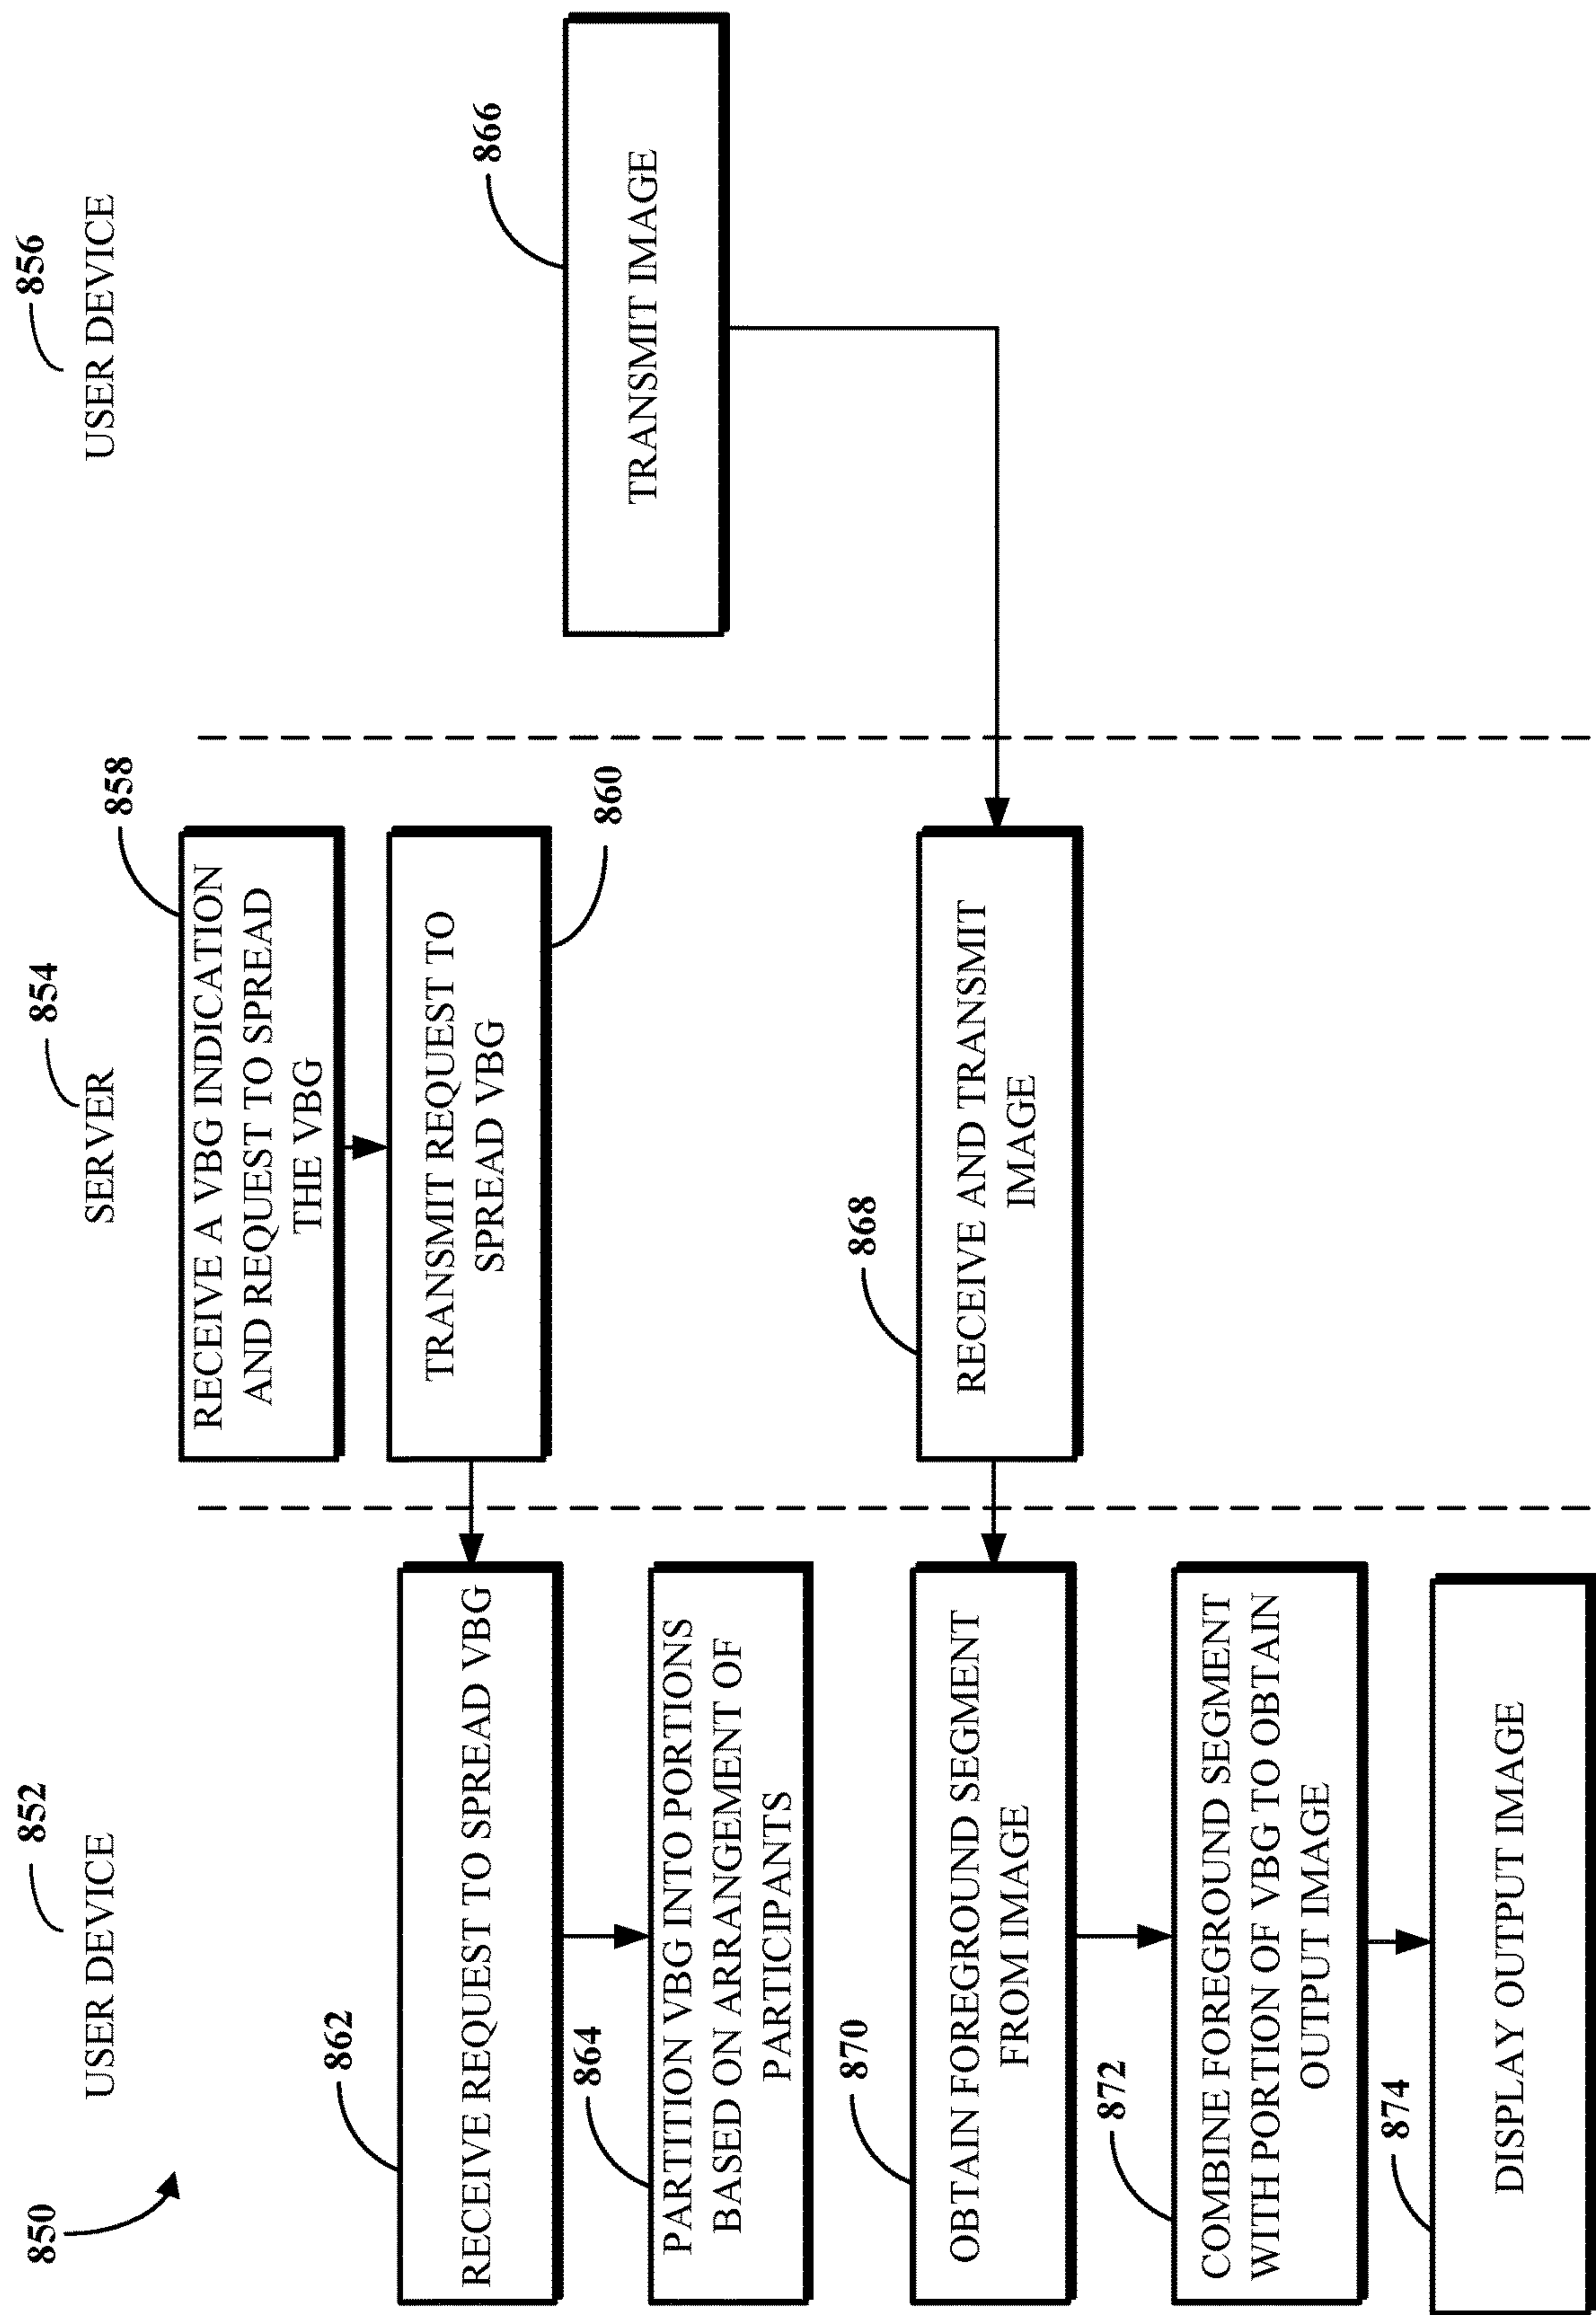 850
852
USER DEVICE
854
SERVER
856
USER DEVICE
858
RECEIVE A VBG INDICATION
AND REQUEST TO SPREAD
THE VBG
860
TRANSMIT REQUEST TO
SPREAD VBG
862
RECEIVE REQUEST TO SPREAD VBG
864
PARTITION VBG INTO PORTIONS
BASED ON ARRANGEMENT OF
PARTICIPANTS
866
TRANSMIT IMAGE
868
RECEIVE AND TRANSMIT
IMAGE
870
OBTAIN FOREGROUND SEGMENT
FROM IMAGE
872
COMBINE FOREGROUND SEGMENT
WITH PORTION OF VBG TO OBTAIN
OUTPUT IMAGE
874
DISPLAY OUTPUT IMAGE